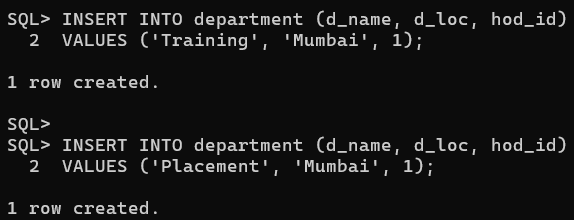 SQL> INSERT INTO department (d_name, d_loc, hod_id)
  2  VALUES ('Training', 'Mumbai', 1);
1 row created.
SQL>
SQL> INSERT INTO department (d_name, d_loc, hod_id)
  2  VALUES ('Placement', 'Mumbai', 1);
1 row created.